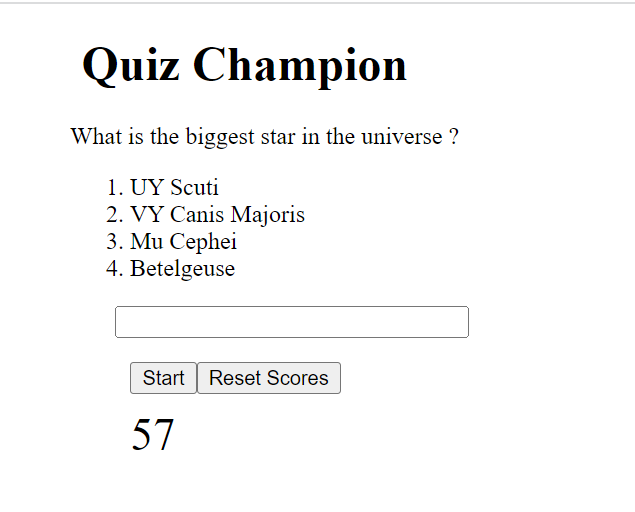 Quiz Champion
What is the biggest star in the universe ?
1. UY Scuti
2. VY Canis Majoris
3. Mu Cephei
4. Betelgeuse
Start Reset Scores
57